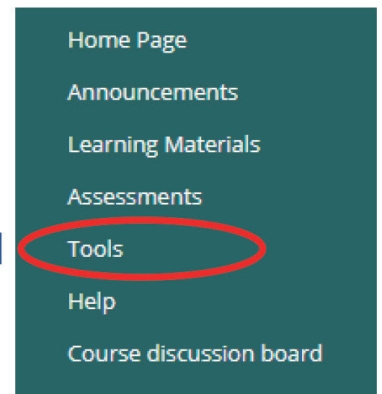 Home Page
Announcements
Learning Materials
Assessments
Tools
Help
Course discussion board